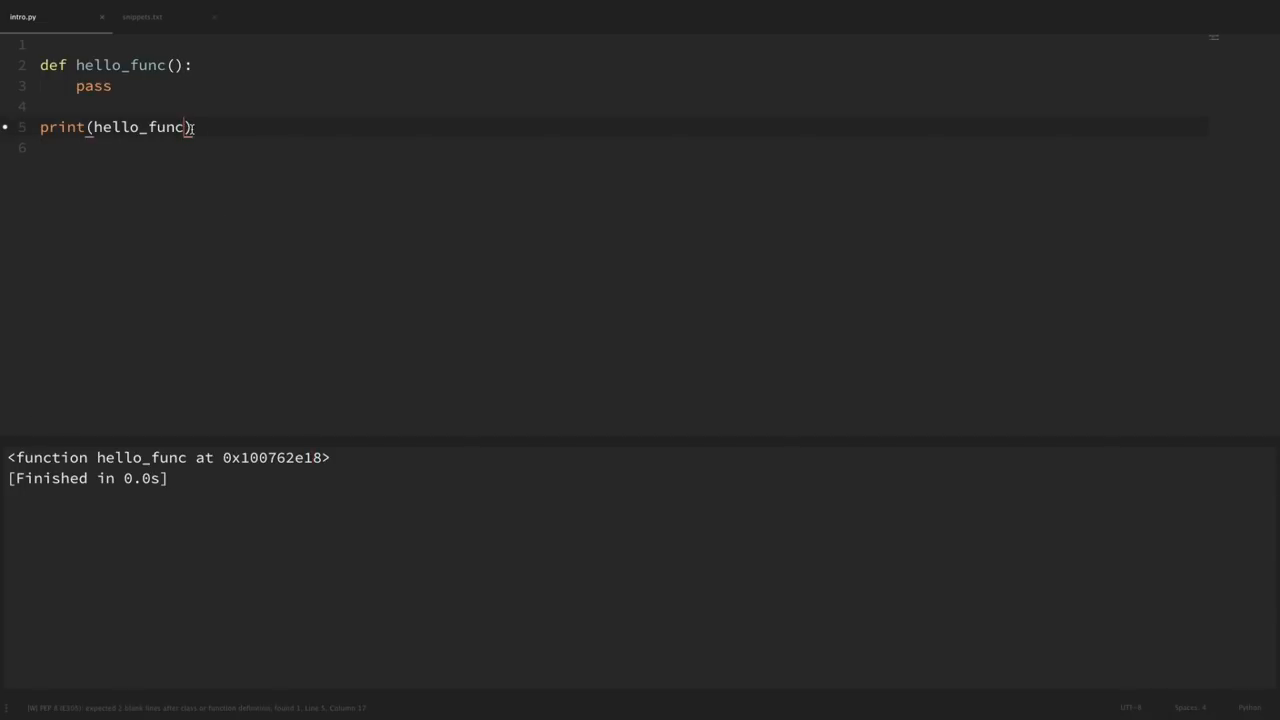 intro.py × snippets.txt ×
1
2 def hello_func():
3 pass
4
5 print(hello_func)
6
<function hello_func at 0x100762e18>
[Finished in 0.0s]
[W] PEP 8 (E305): expected 2 blank lines after class or function definition, found 1, Line 5, Column 17 UTF-8 Spaces: 4 Python